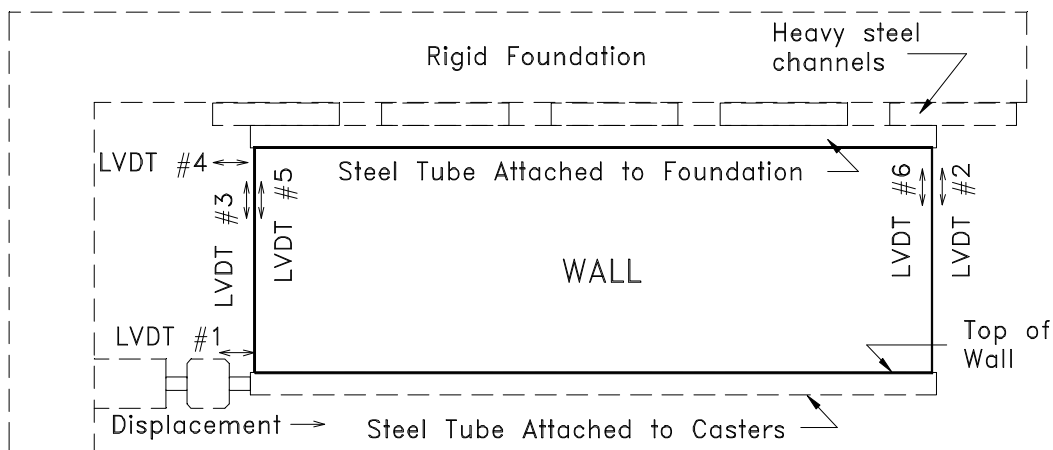 Rigid Foundation
Heavy steel
channels
LVDT #4
Steel Tube Attached to Foundation
LVDT #3
LVDT #5
LVDT #6
LVDT #2
WALL
LVDT #1
Top of
Wall
Displacement
Steel Tube Attached to Casters